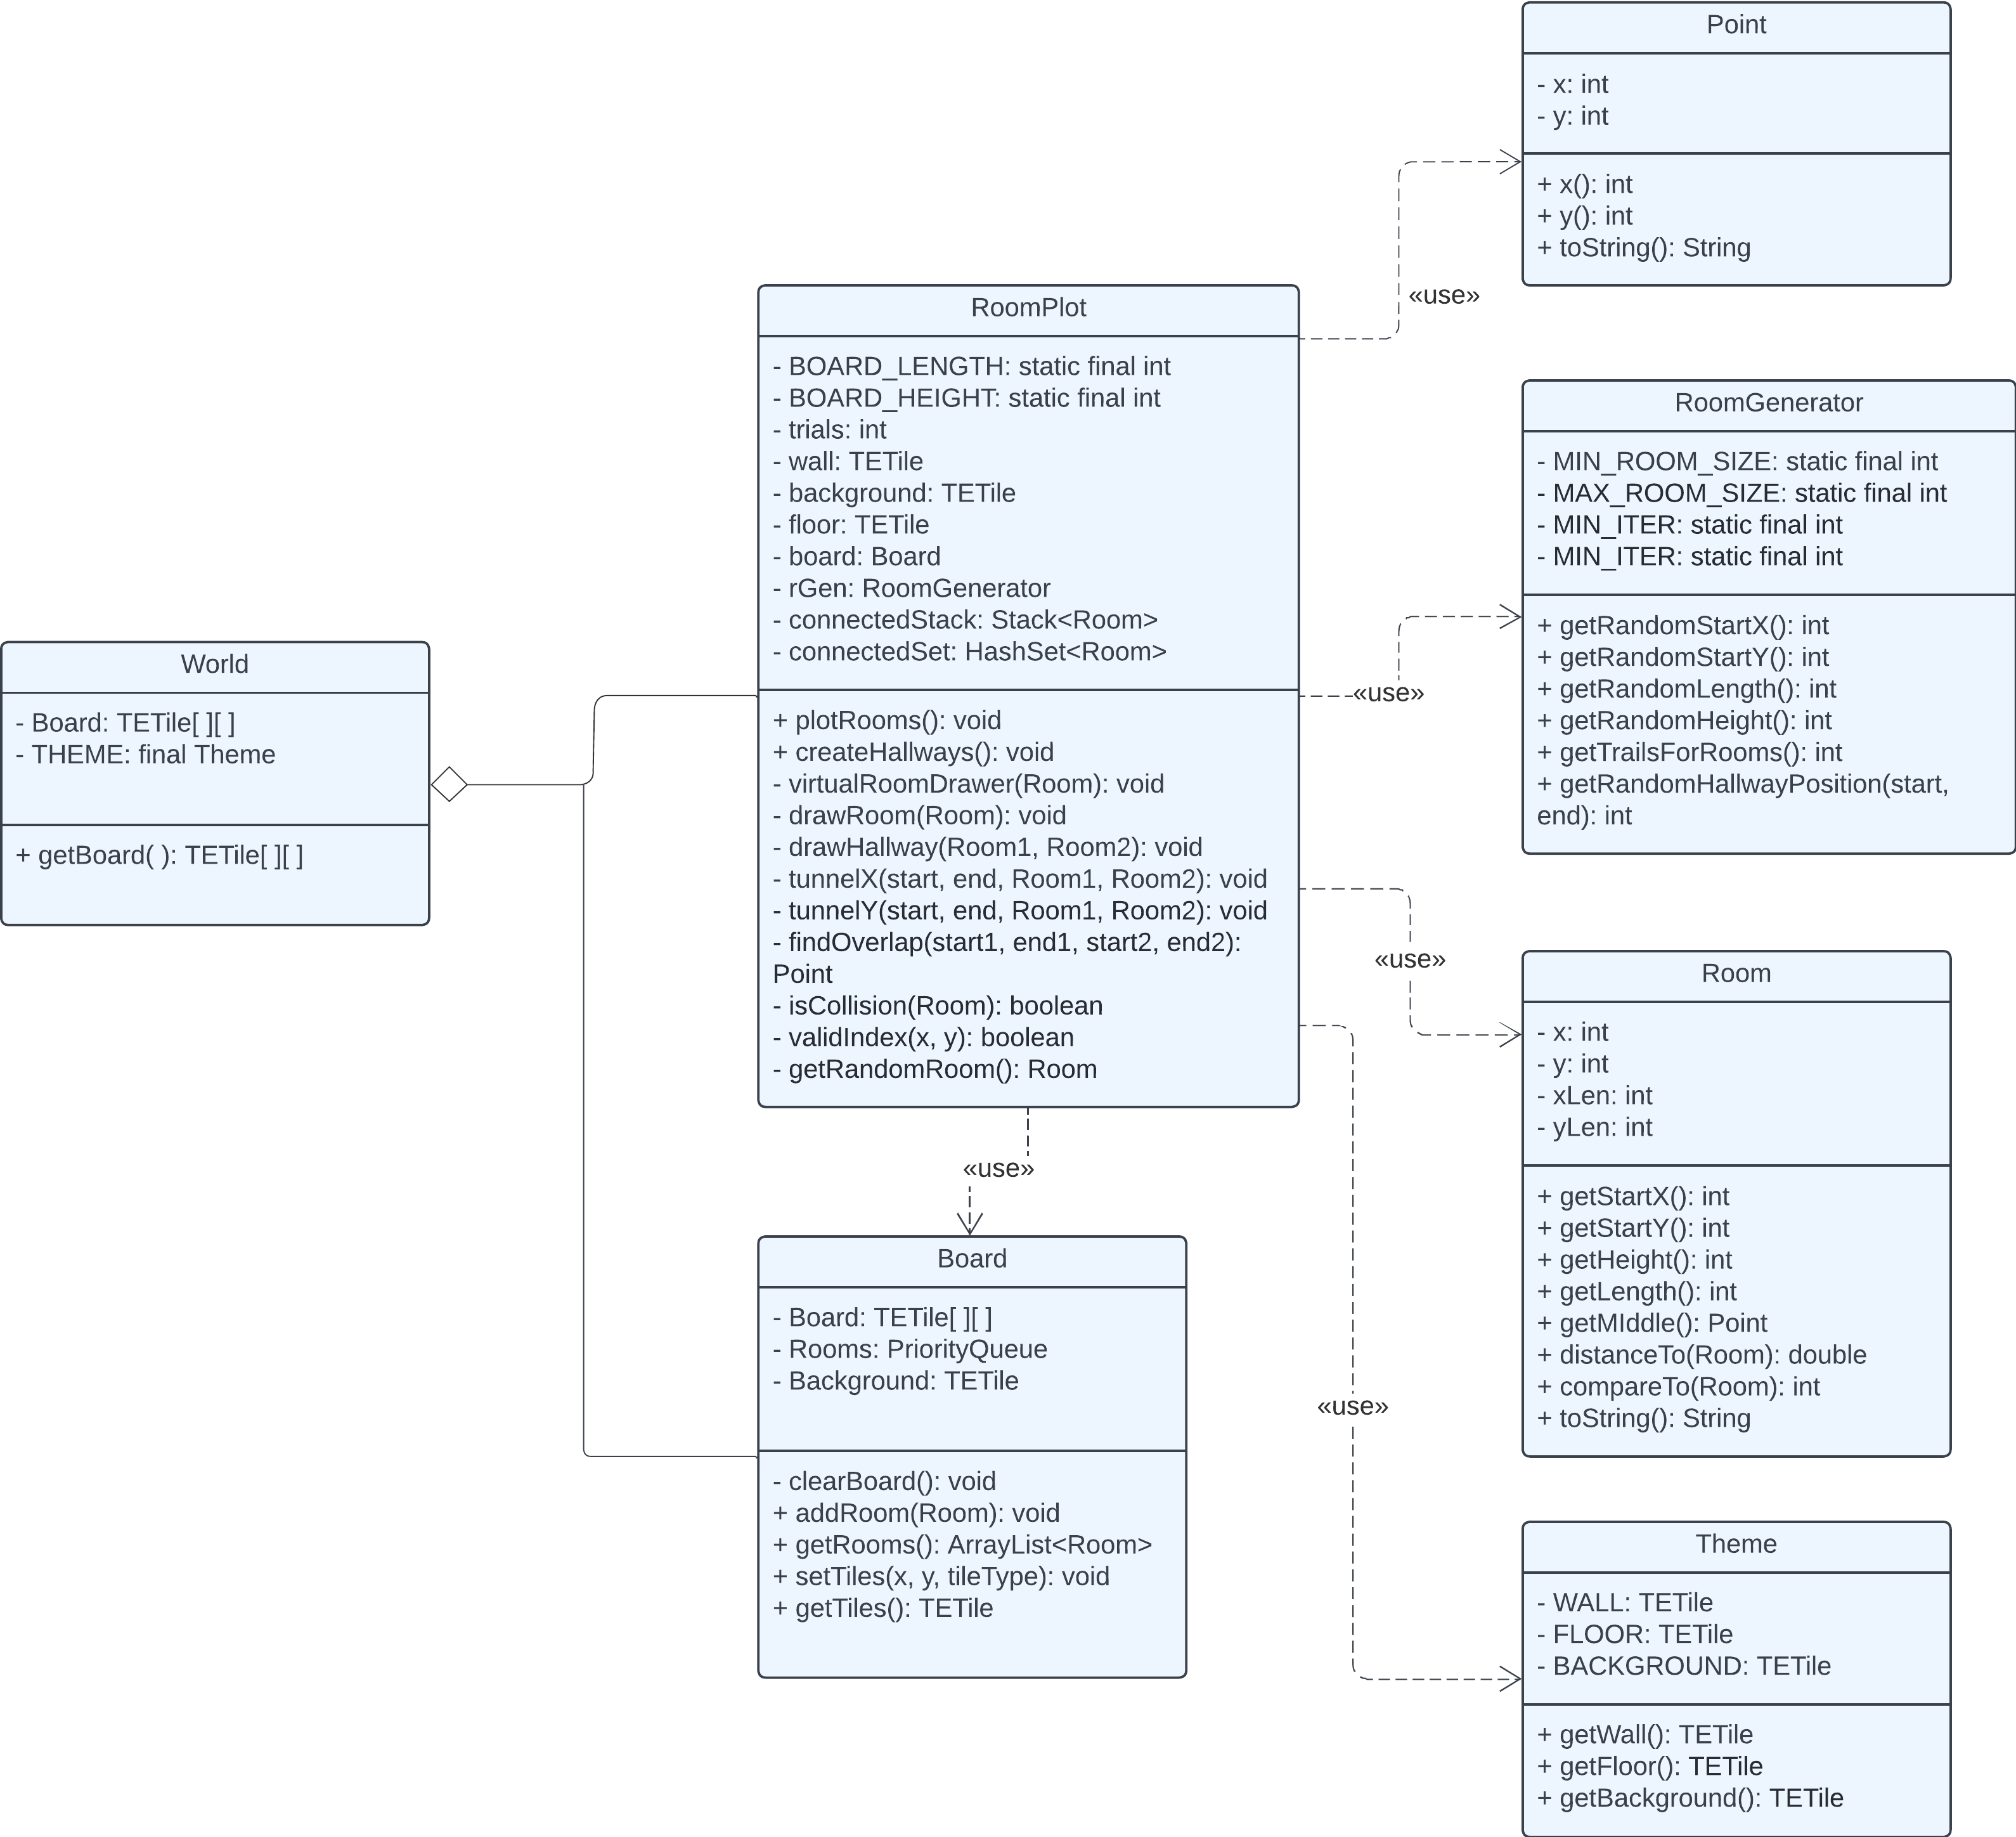 Point
- x: int
- y: int
+ x(): int
+ y(): int
+ toString(): String
«use»
RoomPlot
- BOARD_LENGTH: static final int
- BOARD_HEIGHT: static final int
- trials: int
- wall: TETile
- background: TETile
- floor: TETile
- board: Board
- rGen: RoomGenerator
- connectedStack: Stack<Room>
- connectedSet: HashSet<Room>
+ plotRooms(): void
+ createHallways(): void
- virtualRoomDrawer(Room): void
- drawRoom(Room): void
- drawHallway(Room1, Room2): void
- tunnelX(start, end, Room1, Room2): void
- tunnelY(start, end, Room1, Room2): void
- findOverlap(start1, end1, start2, end2):
Point
- isCollision(Room): boolean
- validIndex(x, y): boolean
- getRandomRoom(): Room
RoomGenerator
- MIN_ROOM_SIZE: static final int
- MAX_ROOM_SIZE: static final int
- MIN_ITER: static final int
- MIN_ITER: static final int
+ getRandomStartX(): int
+ getRandomStartY(): int
+ getRandomLength(): int
+ getRandomHeight(): int
+ getTrailsForRooms(): int
+ getRandomHallwayPosition(start,
end): int
«use»
World
- Board: TETile[ ][ ]
- THEME: final Theme
+ getBoard( ): TETile[ ][ ]
«use»
Room
- x: int
- y: int
- xLen: int
- yLen: int
+ getStartX(): int
+ getStartY(): int
+ getHeight(): int
+ getLength(): int
+ getMIddle(): Point
+ distanceTo(Room): double
+ compareTo(Room): int
+ toString(): String
«use»
Board
- Board: TETile[ ][ ]
- Rooms: PriorityQueue
- Background: TETile
- clearBoard(): void
+ addRoom(Room): void
+ getRooms(): ArrayList<Room>
+ setTiles(x, y, tileType): void
+ getTiles(): TETile
«use»
Theme
- WALL: TETile
- FLOOR: TETile
- BACKGROUND: TETile
+ getWall(): TETile
+ getFloor(): TETile
+ getBackground(): TETile